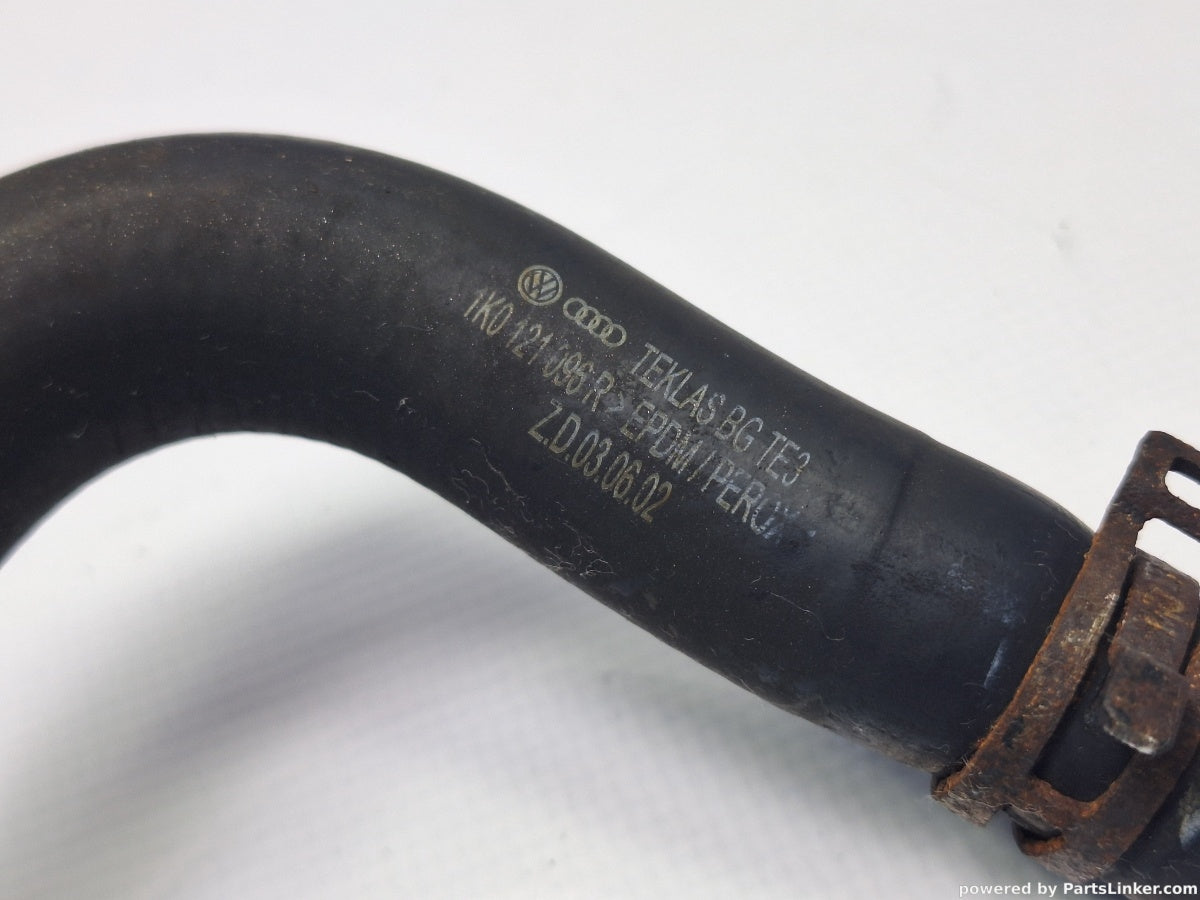 TEKLAS BG TE3
1K0 121 096 R >EPDM / PEROX
Z.D.03.06.02
powered by PartsLinker.com